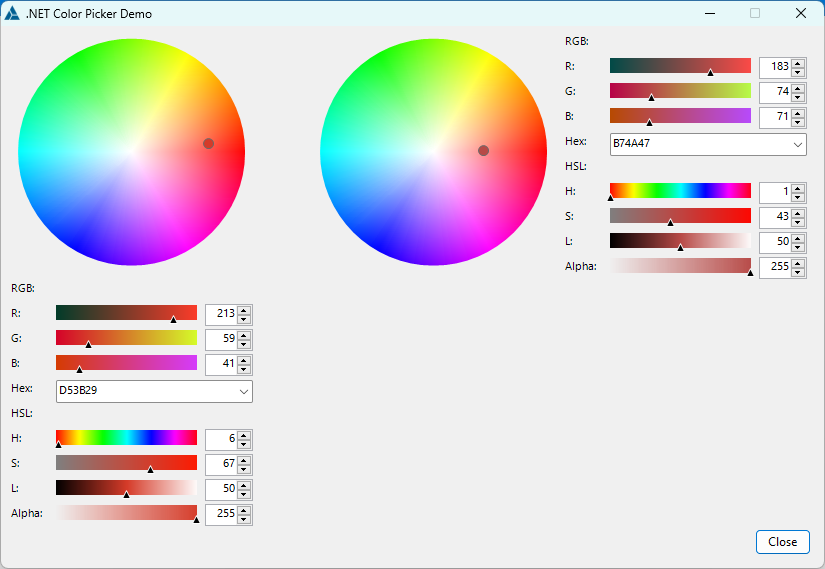 .NET Color Picker Demo
RGB:
R: 183
G: 74
B: 71
Hex: B74A47
HSL:
H: 1
S: 43
L: 50
Alpha: 255
RGB:
R: 213
G: 59
B: 41
Hex: D53B29
HSL:
H: 6
S: 67
L: 50
Alpha: 255
Close